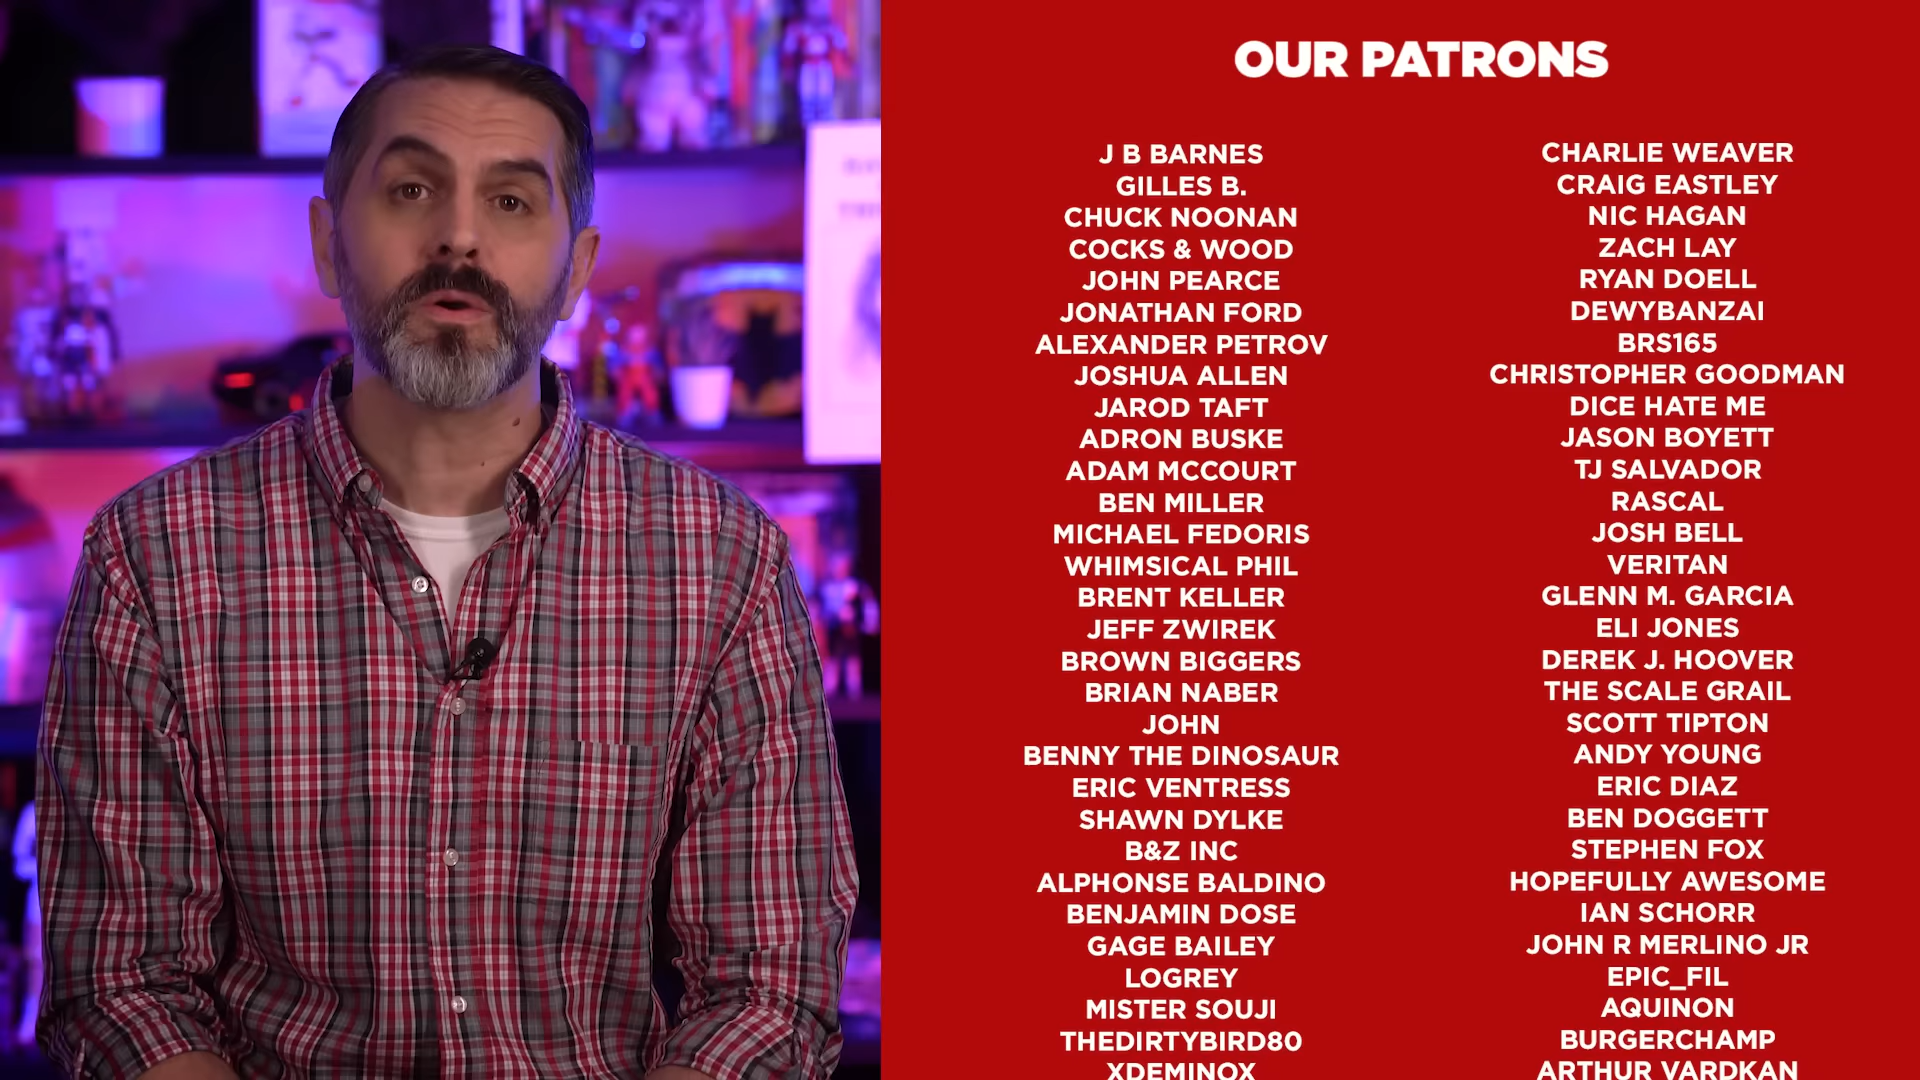 OUR PATRONS
J B BARNES
GILLES B.
CHUCK NOONAN
COCKS & WOOD
JOHN PEARCE
JONATHAN FORD
ALEXANDER PETROV
JOSHUA ALLEN
JAROD TAFT
ADRON BUSKE
ADAM MCCOURT
BEN MILLER
MICHAEL FEDORIS
WHIMSICAL PHIL
BRENT KELLER
JEFF ZWIREK
BROWN BIGGERS
BRIAN NABER
JOHN
BENNY THE DINOSAUR
ERIC VENTRESS
SHAWN DYLKE
B&Z INC
ALPHONSE BALDINO
BENJAMIN DOSE
GAGE BAILEY
LOGREY
MISTER SOUJI
THEDIRTYBIRD80
XDEMINOX
CHARLIE WEAVER
CRAIG EASTLEY
NIC HAGAN
ZACH LAY
RYAN DOELL
DEWYBANZAI
BRS165
CHRISTOPHER GOODMAN
DICE HATE ME
JASON BOYETT
TJ SALVADOR
RASCAL
JOSH BELL
VERITAN
GLENN M. GARCIA
ELI JONES
DEREK J. HOOVER
THE SCALE GRAIL
SCOTT TIPTON
ANDY YOUNG
ERIC DIAZ
BEN DOGGETT
STEPHEN FOX
HOPEFULLY AWESOME
IAN SCHORR
JOHN R MERLINO JR
EPIC_FIL
AQUINON
BURGERCHAMP
ARTHUR VARDKAN